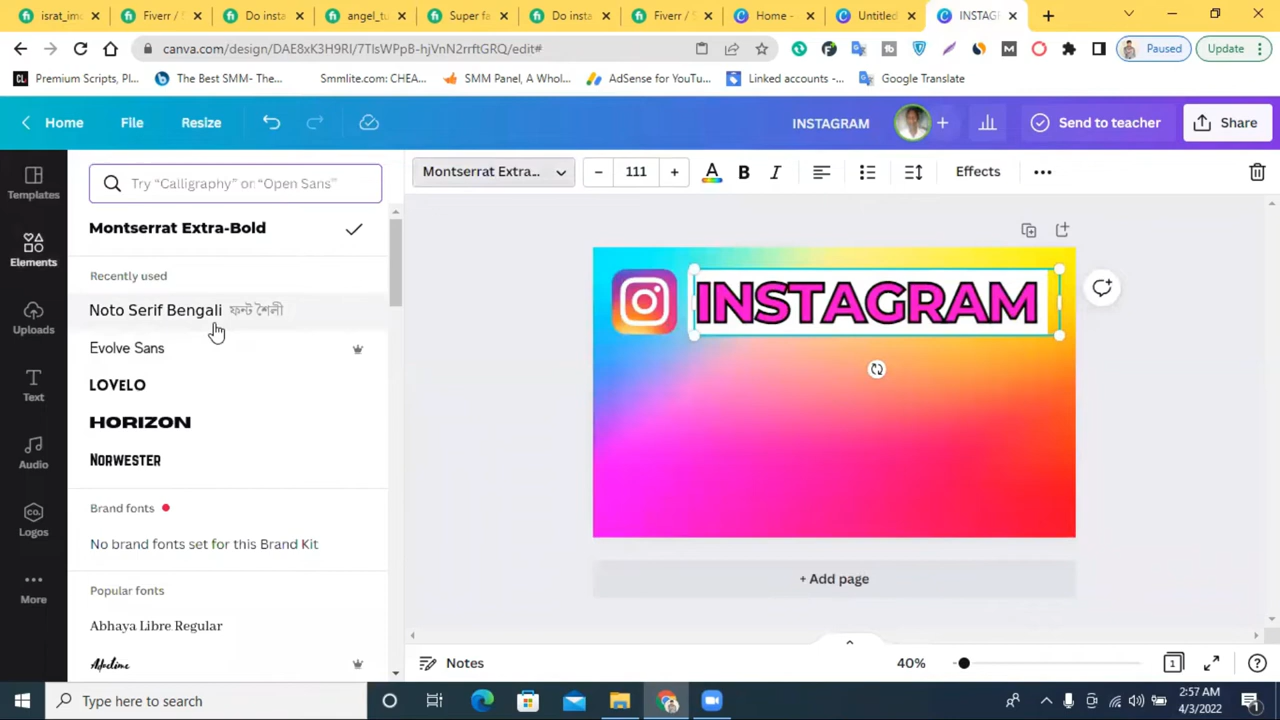 israt_imc
Fiverr / S
Do insta
angel_tu
Super fa
Do insta
Fiverr / S
Home -
Untitled
INSTAGR
canva.com/design/DAE8xK3H9RI/7TIsWPpB-hjVnN2rrftGRQ/edit#
Paused
Update
Premium Scripts, Pl...
The Best SMM- The...
Smmlite.com: CHEA...
SMM Panel, A Whol...
AdSense for YouTu...
Linked accounts -...
Google Translate
Home
File
Resize
INSTAGRAM
Send to teacher
Share
Templates
Elements
Uploads
Text
Audio
Logos
More
Try “Calligraphy” or “Open Sans”
Montserrat Extra-Bold
Recently used
Noto Serif Bengali ফন্ট শৈলী
Evolve Sans
LOVELO
HORIZON
NORWESTER
Brand fonts
No brand fonts set for this Brand Kit
Popular fonts
Abhaya Libre Regular
Montserrat Extra...
111
A
B
I
Effects
INSTAGRAM
+ Add page
Notes
40%
1
Type here to search
2:57 AM
4/3/2022